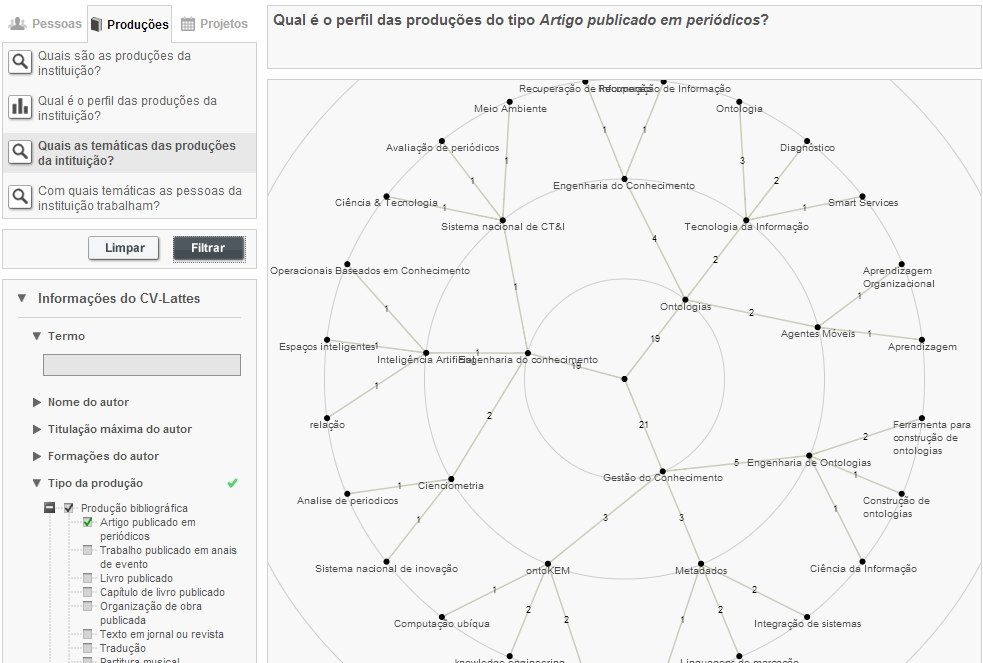 Pessoas
Produções
Projetos
Quais são as produções da
instituição?
Qual é o perfil das produções da
instituição?
Quais as temáticas das produções
da intituição?
Com quais temáticas as pessoas da
instituição trabalham?
Limpar
Filtrar
Informações do CV-Lattes
Termo
Nome do autor
Titulação máxima do autor
Formações do autor
Tipo da produção
Produção bibliográfica
Artigo publicado em
periódicos
Trabalho publicado em anais
de evento
Livro publicado
Capítulo de livro publicado
Organização de obra
publicada
Texto em jornal ou revista
Tradução
Partitura musical
Qual é o perfil das produções do tipo Artigo publicado em periódicos?
Recuperação de
Recuperação de Informação
Meio Ambiente
Ontologia
1
1
Avaliação de periódicos
1
3
Diagnóstico
1
Engenharia do Conhecimento
2
Ciência & Tecnologia
1
1
Smart Services
Sistema nacional de CT&I
Tecnologia da Informação
4
2
Operacionais Baseados em Conhecimento
Aprendizagem
Organizacional
1
1
1
Ontologias
2
Espaços inteligentes
1
19
Agentes Móveis
1
Aprendizagem
Inteligência Artificial
1
Engenharia do conhecimento
19
1
relação
2
21
Ferramenta para
construção de
ontologias
2
5
Engenharia de Ontologias
Gestão do Conhecimento
1
1
Cienciometria
Analise de periodicos
Construção de
ontologias
1
3
3
1
Sistema nacional de inovação
ontoKEM
Metadados
Ciência da Informação
1
2
2
2
2
1
Computação ubíqua
Integração de sistemas
knowledge engineering
Linguagens de marcação